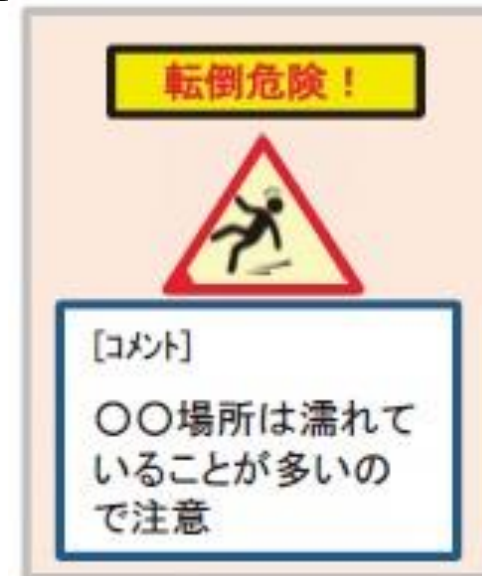 転倒危険！
[コメント]
〇〇場所は濡れて
いることが多いの
で注意